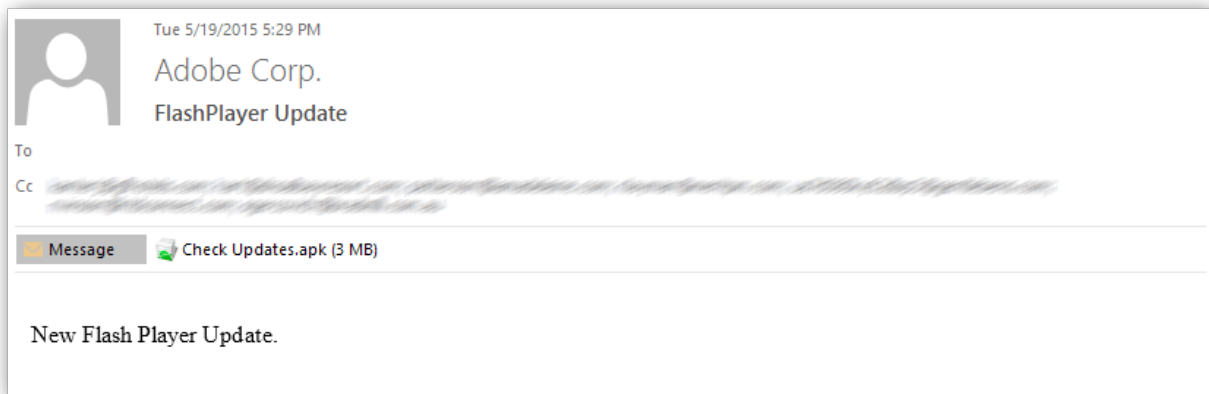 Tue 5/19/2015 5:29 PM
Adobe Corp.
FlashPlayer Update
To
Cc
Message Check Updates.apk (3 MB)
New Flash Player Update.